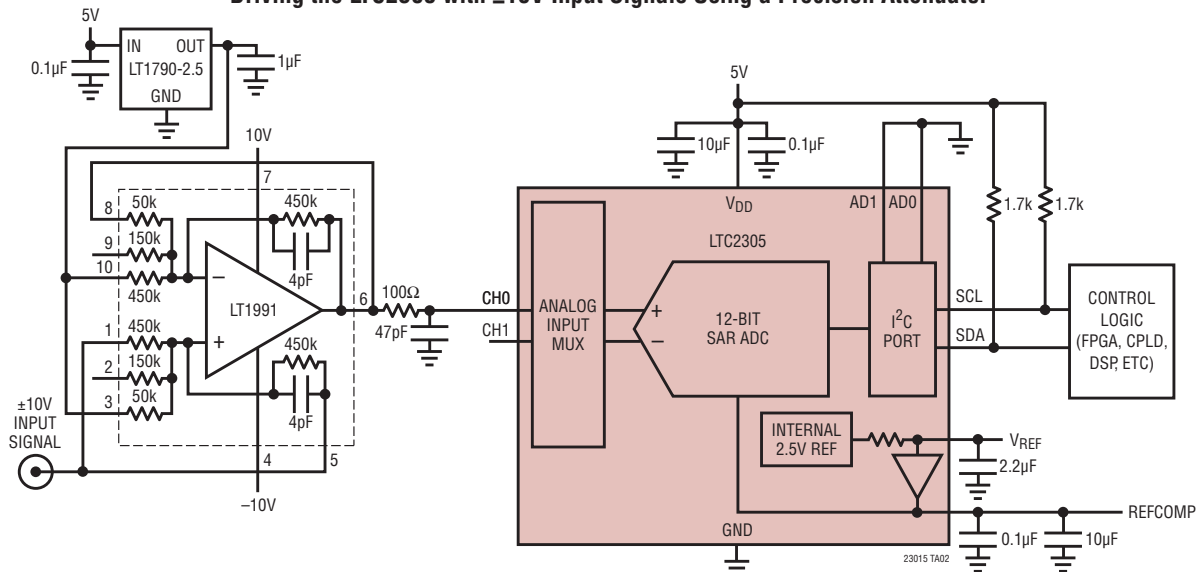 Driving the LTC2305 with ±10V Input Signals Using a Precision Attenuator
5V
IN OUT
LT1790-2.5
GND
0.1µF
1µF
10V
7
8
50k
450k
9
150k
10
450k
4pF
LT1991
–
+
6
100Ω
47pF
1
450k
450k
2
150k
3
50k
4pF
±10V
INPUT
SIGNAL
4
5
–10V
5V
10µF
0.1µF
VDD
AD1 AD0
LTC2305
1.7k
1.7k
CH0
CH1
ANALOG
INPUT
MUX
+
–
12-BIT
SAR ADC
I2C
PORT
SCL
SDA
CONTROL
LOGIC
(FPGA, CPLD,
DSP, ETC)
INTERNAL
2.5V REF
VREF
2.2µF
REFCOMP
GND
0.1µF
10µF
23015 TA02